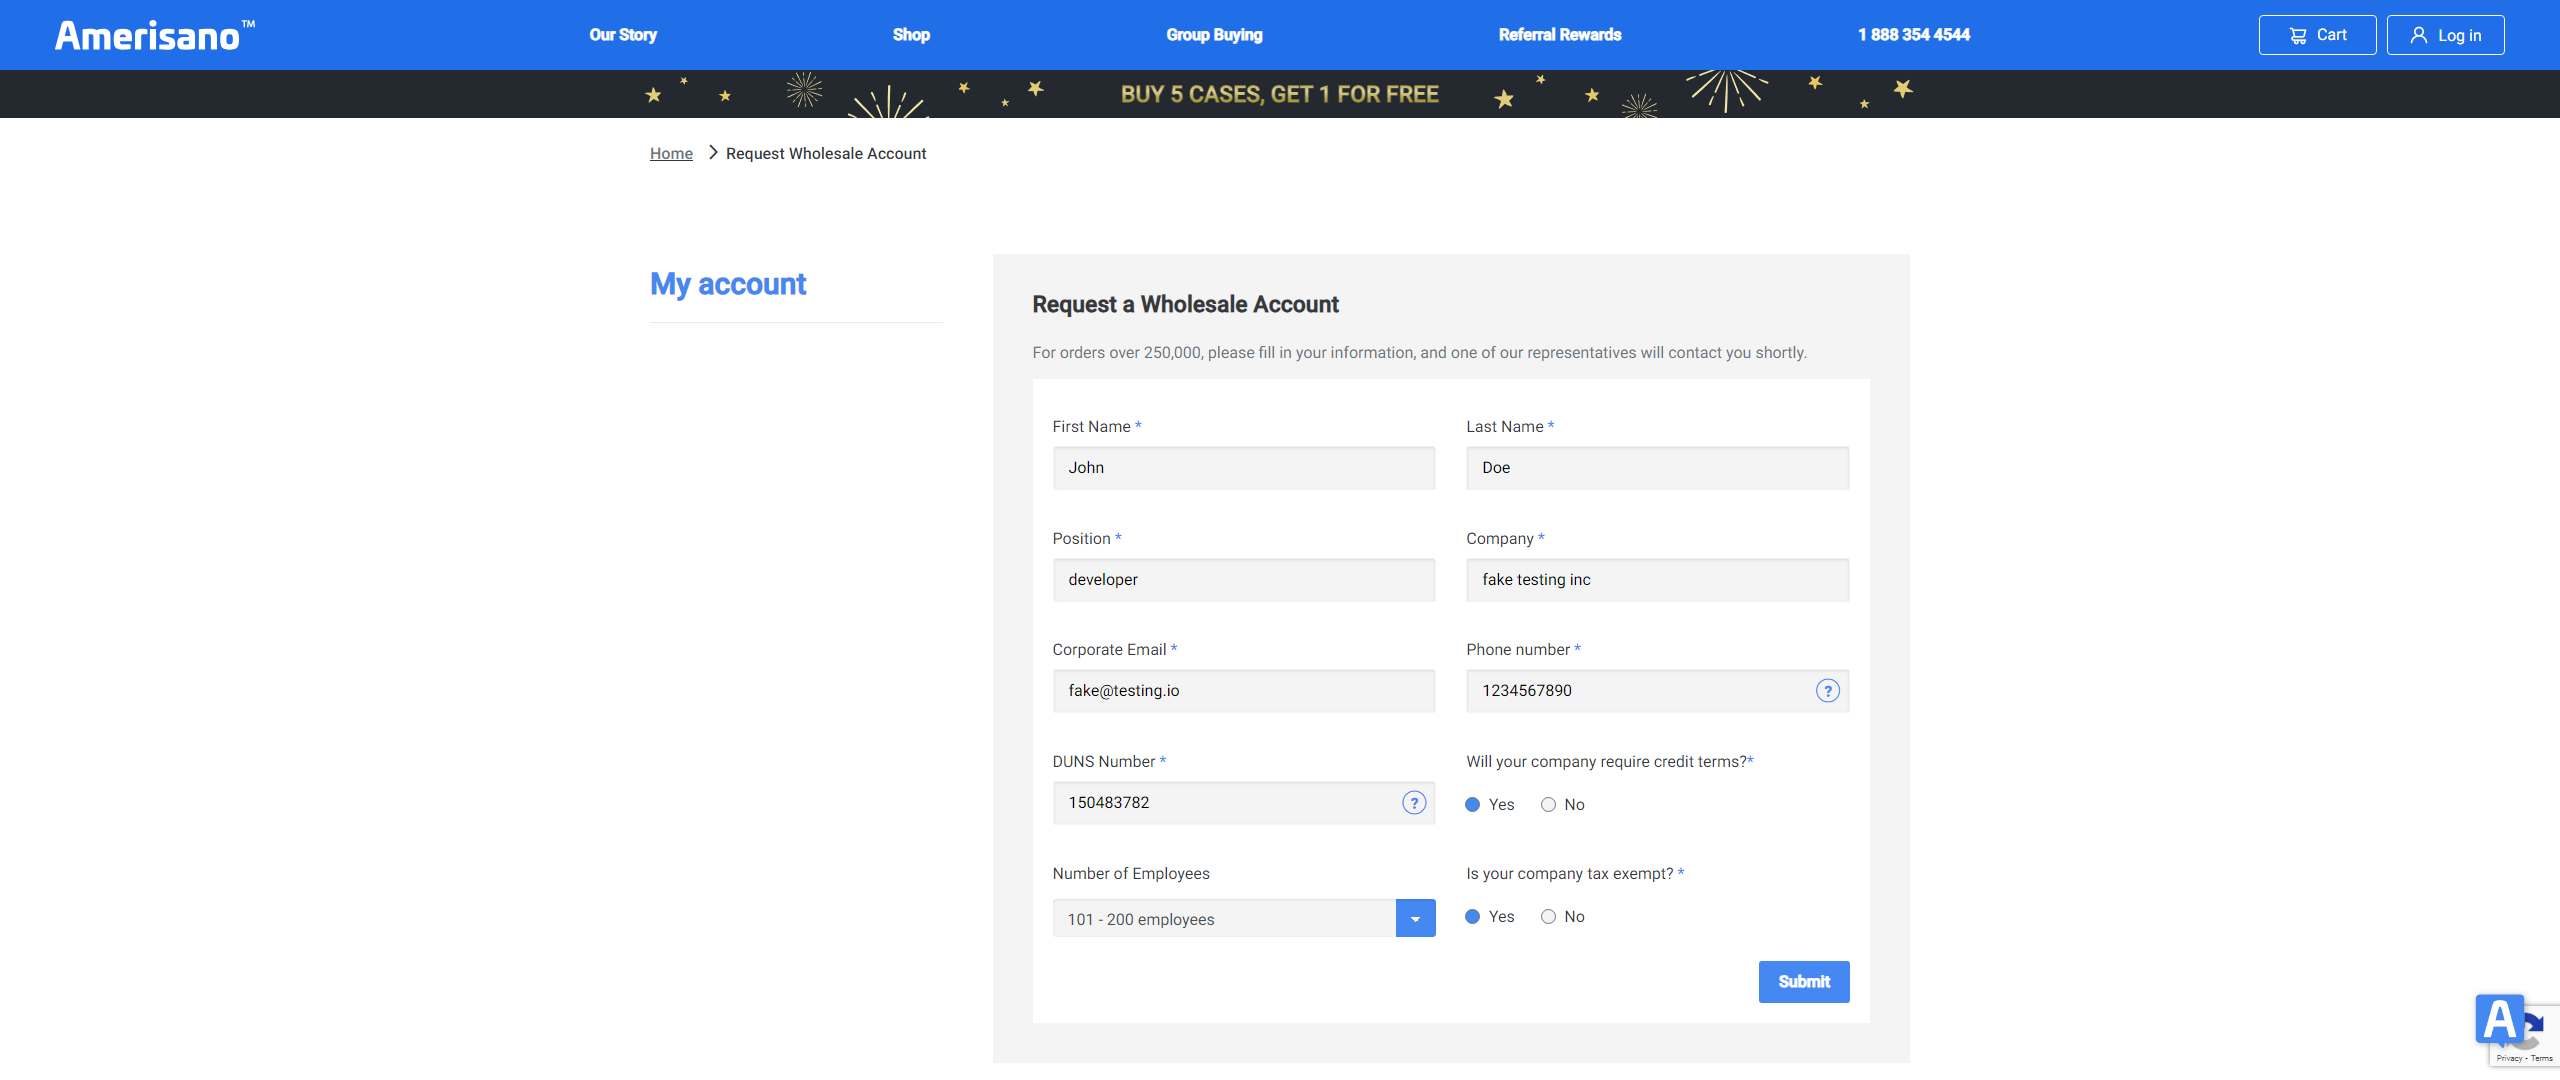 Amerisano™
Our Story
Shop
Group Buying
Referral Rewards
1 888 354 4544
Cart
Log in
BUY 5 CASES, GET 1 FOR FREE
Home
Request Wholesale Account
My account
Request a Wholesale Account
For orders over 250,000, please fill in your information, and one of our representatives will contact you shortly.
First Name *
Last Name *
John
Doe
Position *
Company *
developer
fake testing inc
Corporate Email *
Phone number *
fake@testing.io
1234567890
?
DUNS Number *
Will your company require credit terms?*
150483782
?
Yes
No
Number of Employees
Is your company tax exempt? *
101 - 200 employees
Yes
No
Submit
A
Privacy - Terms